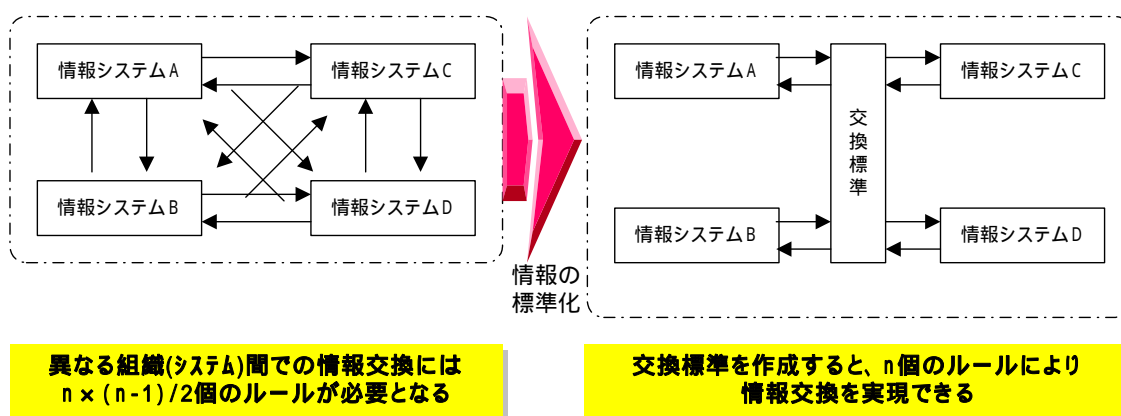 情報システムA
情報システムC
情報システムB
情報システムD
情報の
標準化
情報システムA
情報システムC
交換標準
情報システムB
情報システムD
異なる組織(ｼｽﾃﾑ)間での情報交換には
n×(n-1)/2個のルールが必要となる
交換標準を作成すると、n個のルールにより
情報交換を実現できる